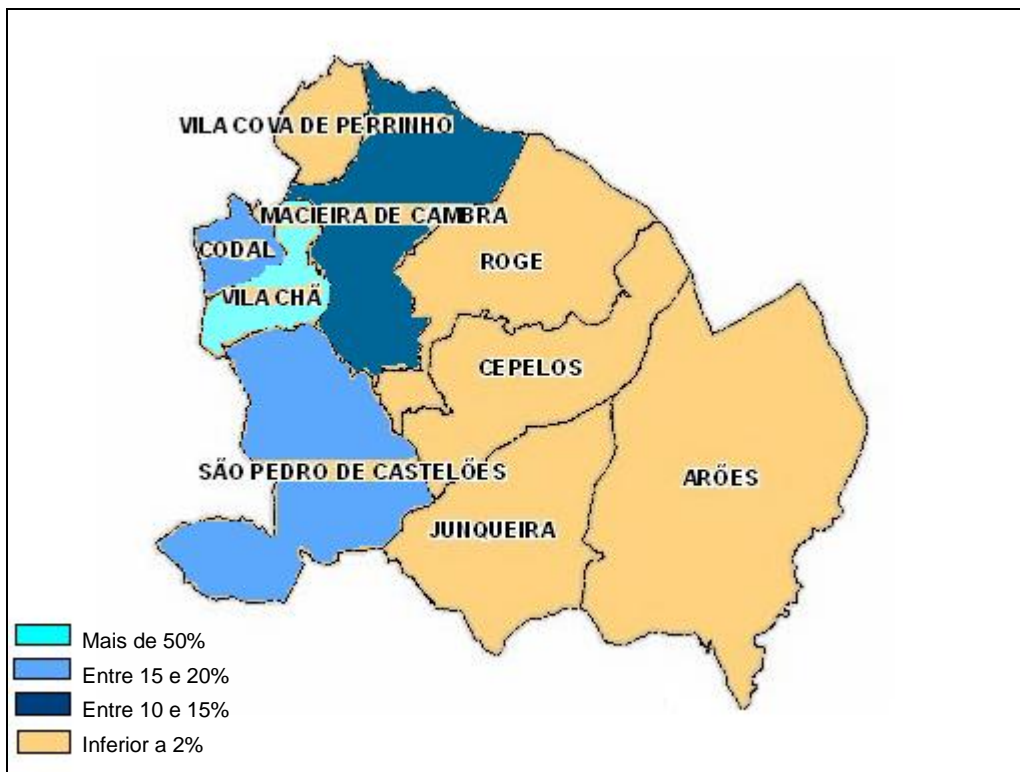 VILA COVA DE PERRINHO
MACIEIRA DE CAMBRA
CODAL
ROGE
VILA CHÃ
CEPELOS
SÃO PEDRO DE CASTELÕES
ARÕES
JUNQUEIRA
Mais de 50%
Entre 15 e 20%
Entre 10 e 15%
Inferior a 2%